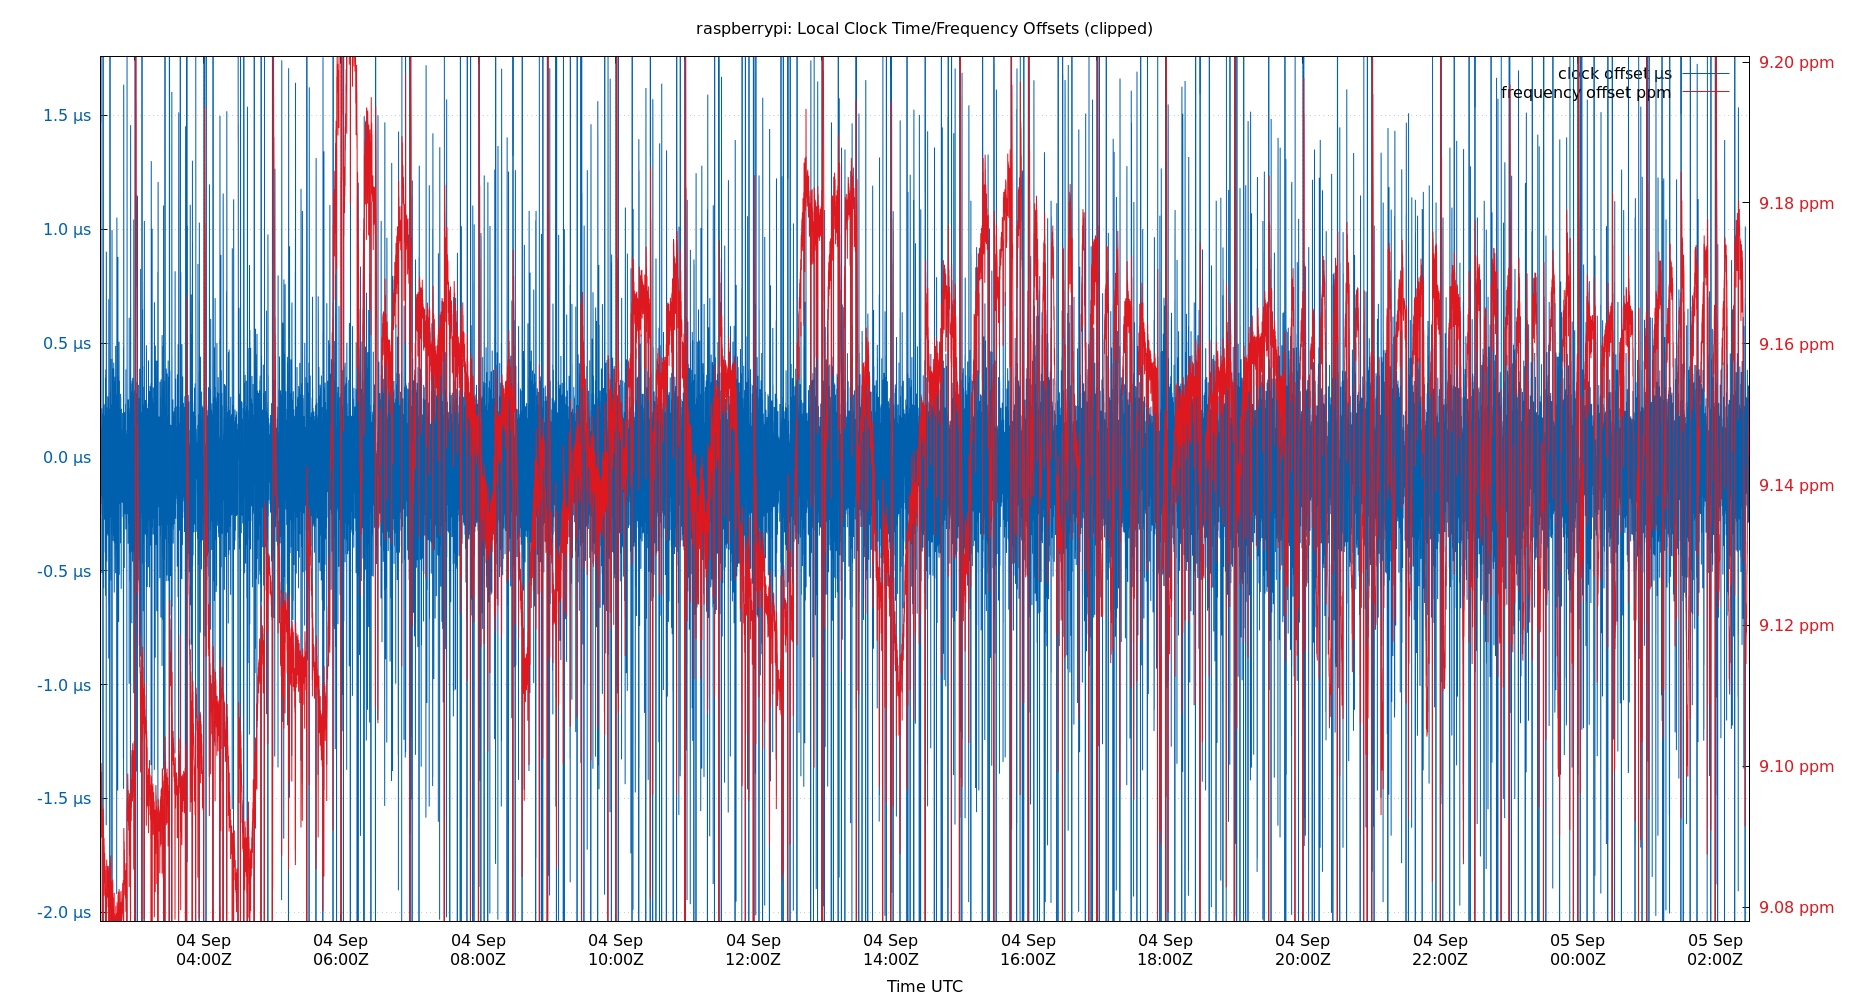 raspberrypi: Local Clock Time/Frequency Offsets (clipped)
clock offset µs
frequency offset ppm
1.5 µs
1.0 µs
0.5 µs
0.0 µs
-0.5 µs
-1.0 µs
-1.5 µs
-2.0 µs
9.20 ppm
9.18 ppm
9.16 ppm
9.14 ppm
9.12 ppm
9.10 ppm
9.08 ppm
04 Sep
04:00Z
04 Sep
06:00Z
04 Sep
08:00Z
04 Sep
10:00Z
04 Sep
12:00Z
04 Sep
14:00Z
04 Sep
16:00Z
04 Sep
18:00Z
04 Sep
20:00Z
04 Sep
22:00Z
05 Sep
00:00Z
05 Sep
02:00Z
Time UTC